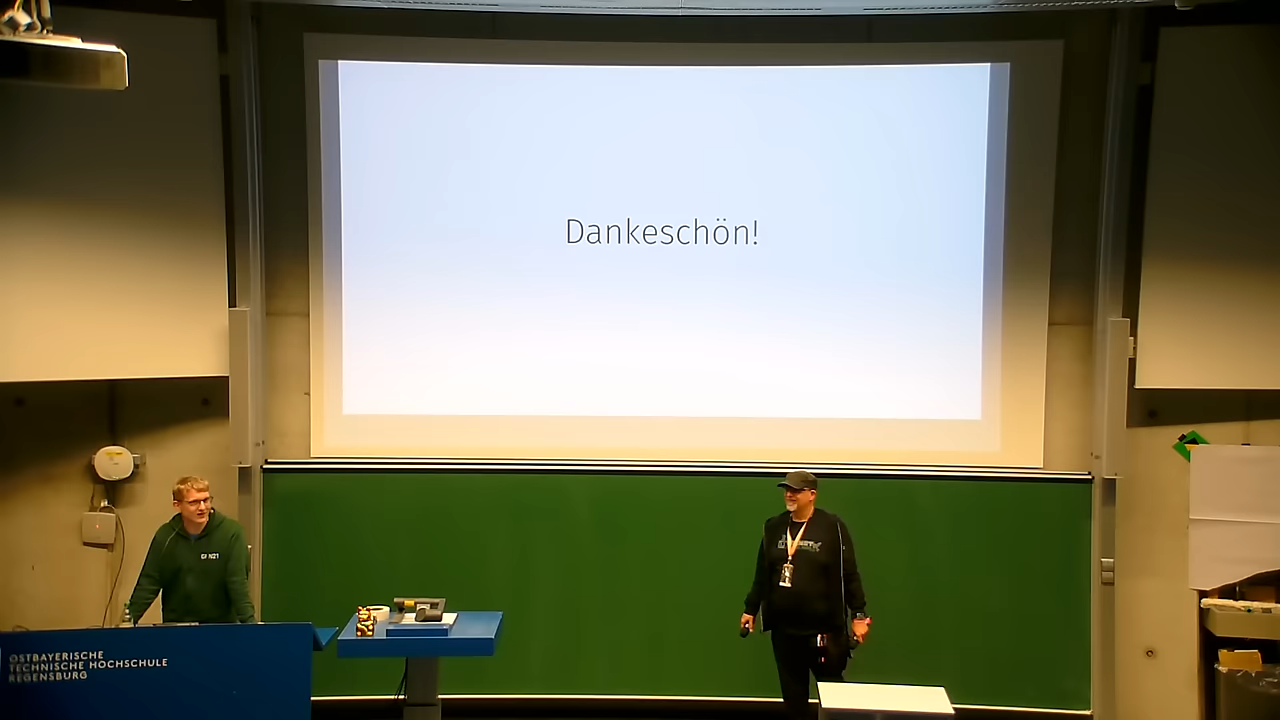 Dankeschön!
OSTBAYERISCHE
TECHNISCHE HOCHSCHULE
REGENSBURG